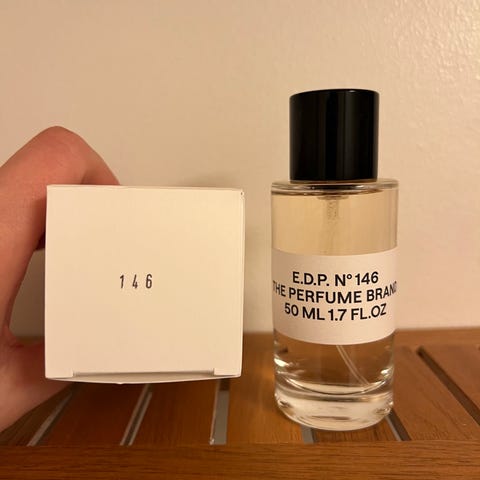 146
E.D.P. N° 146
THE PERFUME BRAND
50 ML 1.7 FL.OZ